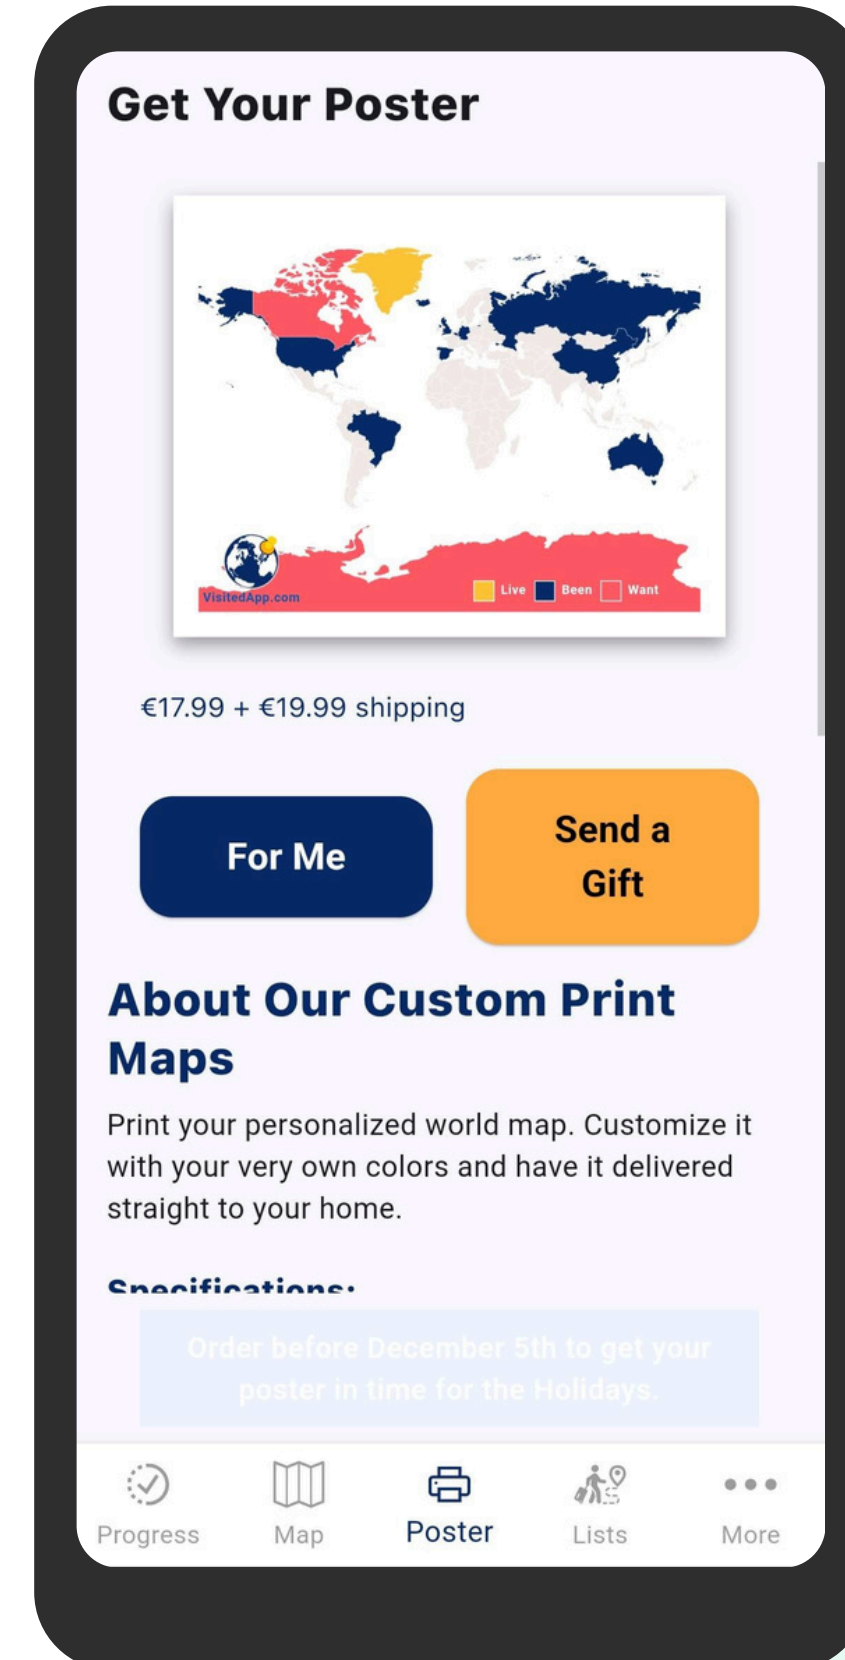 Get Your Poster
VisitedApp.com
Live Been Want
€17.99 + €19.99 shipping
For Me
Send a
Gift
About Our Custom Print
Maps
Print your personalized world map. Customize it
with your very own colors and have it delivered
straight to your home.
Specifications:
Order before December 5th to get your
poster in time for the Holidays.
Progress Map Poster Lists More